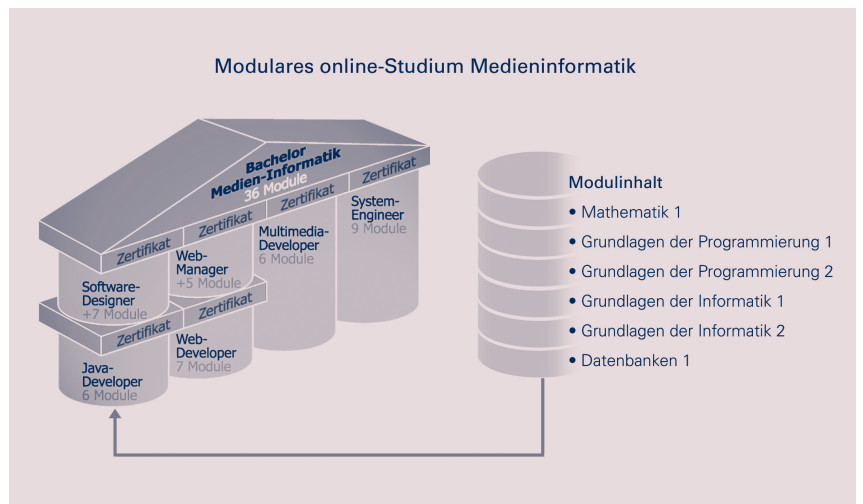 Modulares online-Studium Medieninformatik
Bachelor
Medien-Informatik
36 Module
Zertifikat
Zertifikat
Zertifikat
Zertifikat
Software-
Designer
+7 Module
Web-
Manager
+5 Module
Multimedia-
Developer
6 Module
System-
Engineer
9 Module
Zertifikat
Zertifikat
Java-
Developer
6 Module
Web-
Developer
7 Module
Modulinhalt
• Mathematik 1
• Grundlagen der Programmierung 1
• Grundlagen der Programmierung 2
• Grundlagen der Informatik 1
• Grundlagen der Informatik 2
• Datenbanken 1